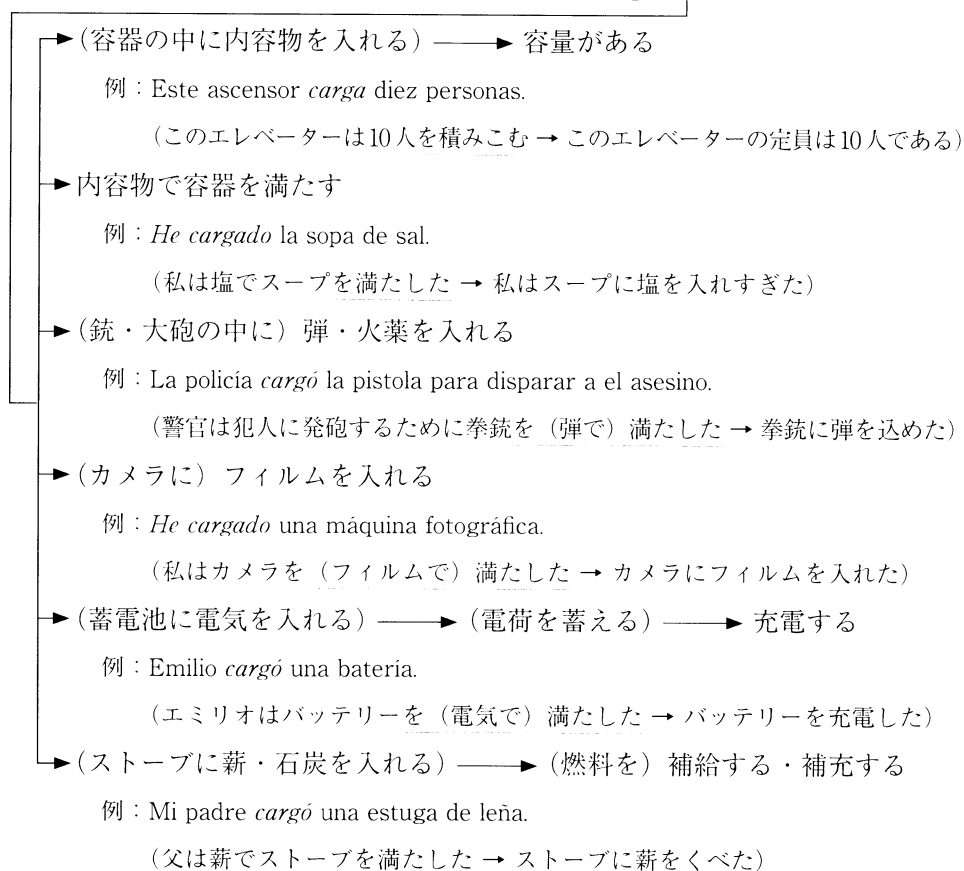 (容器の中に内容物を入れる) ──→ 容量がある
例:Este ascensor carga diez personas.
(このエレベーターは10人を積みこむ → このエレベーターの定員は10人である)
内容物で容器を満たす
例:He cargado la sopa de sal.
(私は塩でスープを満たした → 私はスープに塩を入れすぎた)
(銃・大砲の中に) 弾・火薬を入れる
例:La policía cargó la pistola para disparar a el asesino.
(警官は犯人に発砲するために拳銃を (弾で) 満たした → 拳銃に弾を込めた)
(カメラに) フィルムを入れる
例:He cargado una máquina fotográfica.
(私はカメラを (フィルムで) 満たした → カメラにフィルムを入れた)
(蓄電池に電気を入れる) ──→ (電荷を蓄える) ──→ 充電する
例:Emilio cargó una batería.
(エミリオはバッテリーを (電気で) 満たした → バッテリーを充電した)
(ストーブに薪・石炭を入れる) ──→ (燃料を) 補給する・補充する
例:Mi padre cargó una estuga de leña.
(父は薪でストーブを満たした → ストーブに薪をくべた)